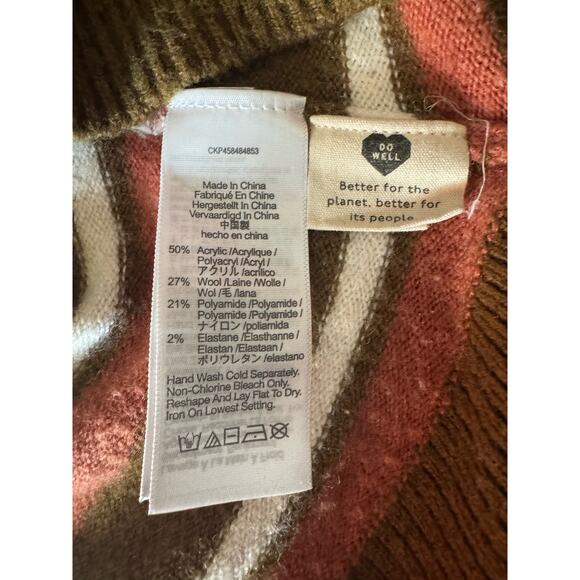 CKP458484853
Made In China
Fabriqué En Chine
Hergestellt In China
Vervaardigd In China
中国製
hecho en china
50% Acrylic /Acrylique /
Polyacryl /Acryl /
アクリル /acrilico
27% Wool /Laine /Wolle /
Wol /毛 /lana
21% Polyamide /Polyamide /
Polyamide /Polyamide /
ナイロン /poliamida
2% Elastane /Elasthanne /
Elastan /Elastaan /
ポリウレタン /elastano
Hand Wash Cold Separately.
Non-Chlorine Bleach Only.
Reshape And Lay Flat To Dry.
Iron On Lowest Setting.
DO
WELL
Better for the
planet, better for
its people